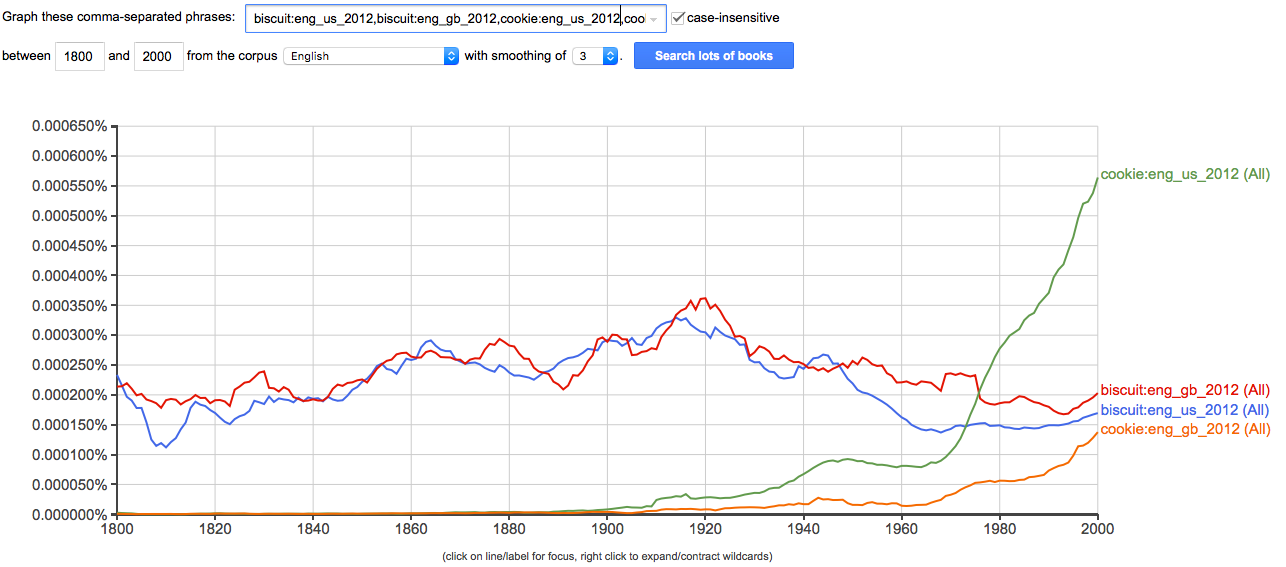 Graph these comma-separated phrases: biscuit:eng_us_2012,biscuit:eng_gb_2012,cookie:eng_us_2012,coo case-insensitive
between 1800 and 2000 from the corpus English with smoothing of 3 . Search lots of books
0.000650%
0.000600%
0.000550%
0.000500%
0.000450%
0.000400%
0.000350%
0.000300%
0.000250%
0.000200%
0.000150%
0.000100%
0.000050%
0.000000%
cookie:eng_us_2012 (All)
biscuit:eng_gb_2012 (All)
biscuit:eng_us_2012 (All)
cookie:eng_gb_2012 (All)
1800 1820 1840 1860 1880 1900 1920 1940 1960 1980 2000
(click on line/label for focus, right click to expand/contract wildcards)